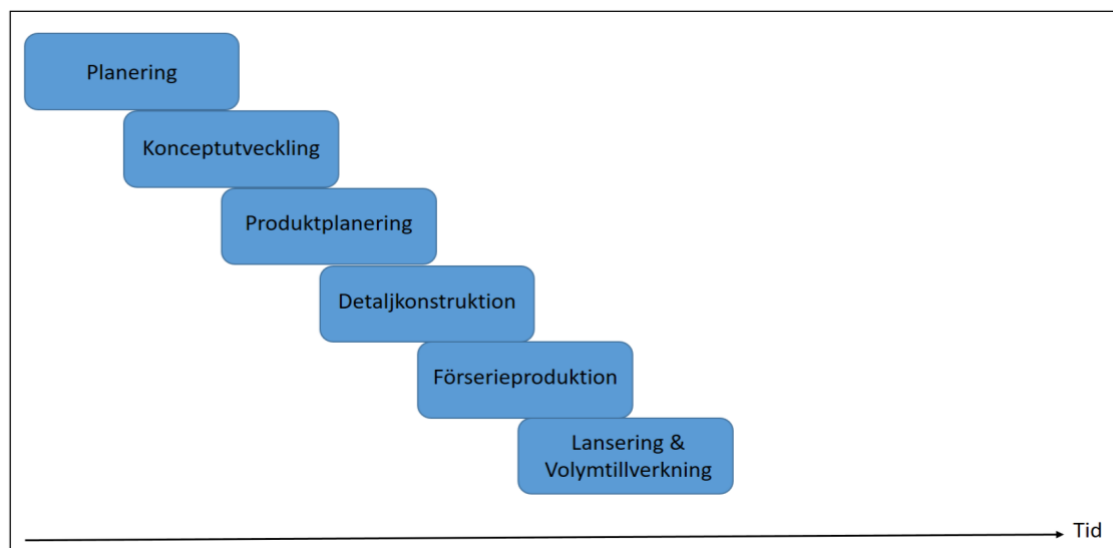 Planering
Konceptutveckling
Produktplanering
Detaljkonstruktion
Förserieproduktion
Lansering &
Volymtillverkning
Tid